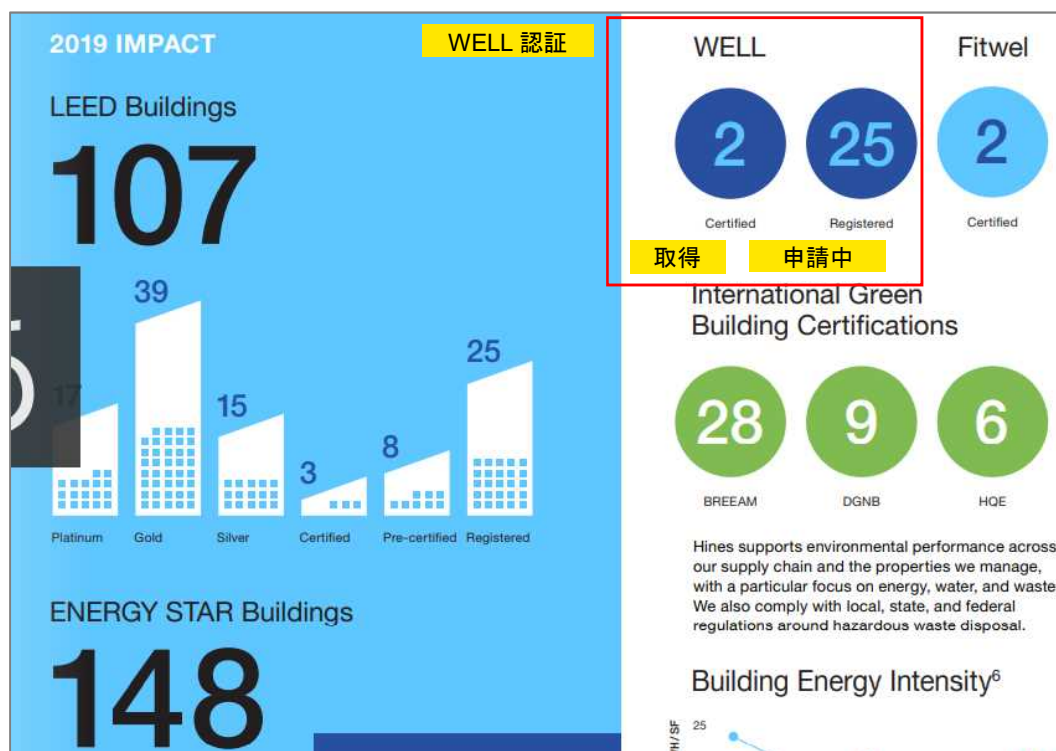 2019 IMPACT
WELL 認証
LEED Buildings
107
17
39
15
3
8
25
Platinum
Gold
Silver
Certified
Pre-certified
Registered
ENERGY STAR Buildings
148
WELL
Fitwel
2
25
2
Certified
Registered
Certified
取得
申請中
International Green
Building Certifications
28
9
6
BREEAM
DGNB
HQE
Hines supports environmental performance across
our supply chain and the properties we manage,
with a particular focus on energy, water, and waste
We also comply with local, state, and federal
regulations around hazardous waste disposal.
Building Energy Intensity⁶
25